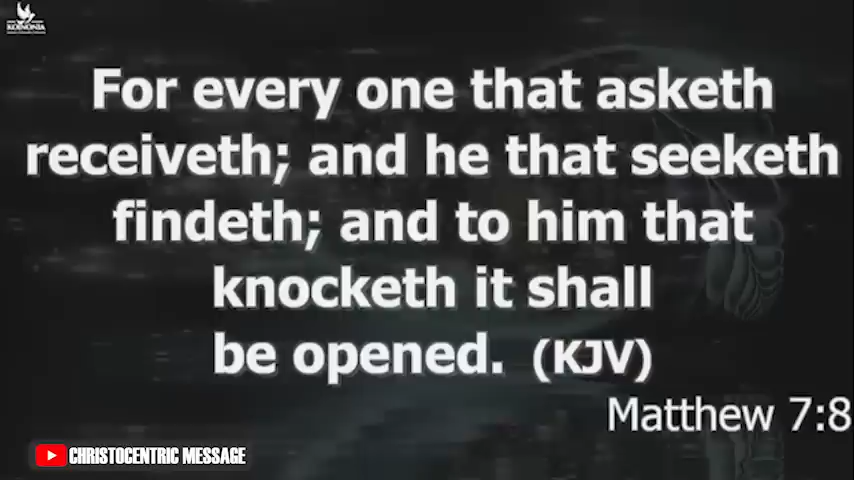 KOINONIA
For every one that asketh
receiveth; and he that seeketh
findeth; and to him that
knocketh it shall
be opened. (KJV)
Matthew 7:8
CHRISTOCENTRIC MESSAGE